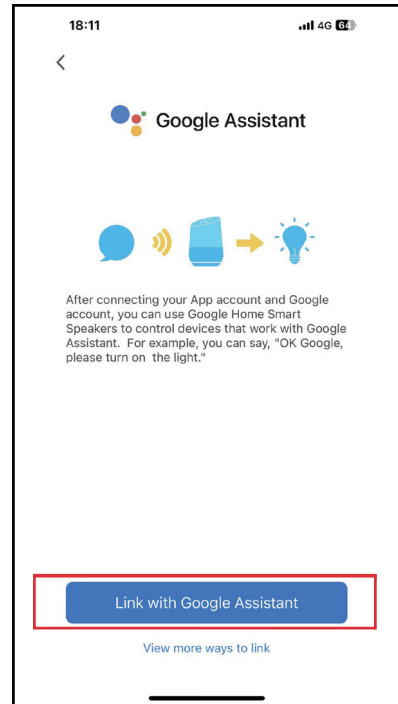 18:11 4G 64
Google Assistant
After connecting your App account and Google
account, you can use Google Home Smart
Speakers to control devices that work with Google
Assistant. For example, you can say, "OK Google,
please turn on the light."
Link with Google Assistant
View more ways to link